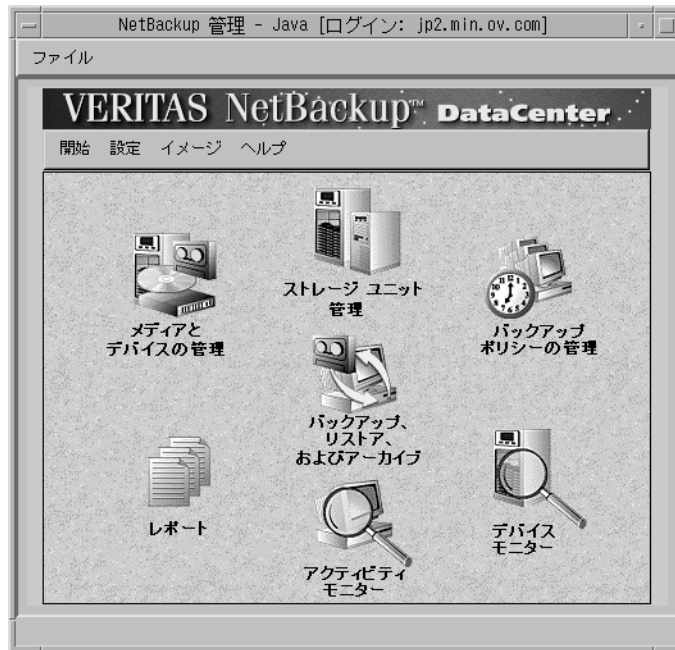 NetBackup 管理 - Java [ログイン: jp2.min.ov.com]
ファイル
VERITAS NetBackup™ DataCenter
開始 設定 イメージ ヘルプ
ストレージ ユニット
管理
メディアと
デバイスの管理
バックアップ
ポリシーの管理
バックアップ、
リストア、
およびアーカイブ
レポート
デバイス
モニター
アクティビティ
モニター